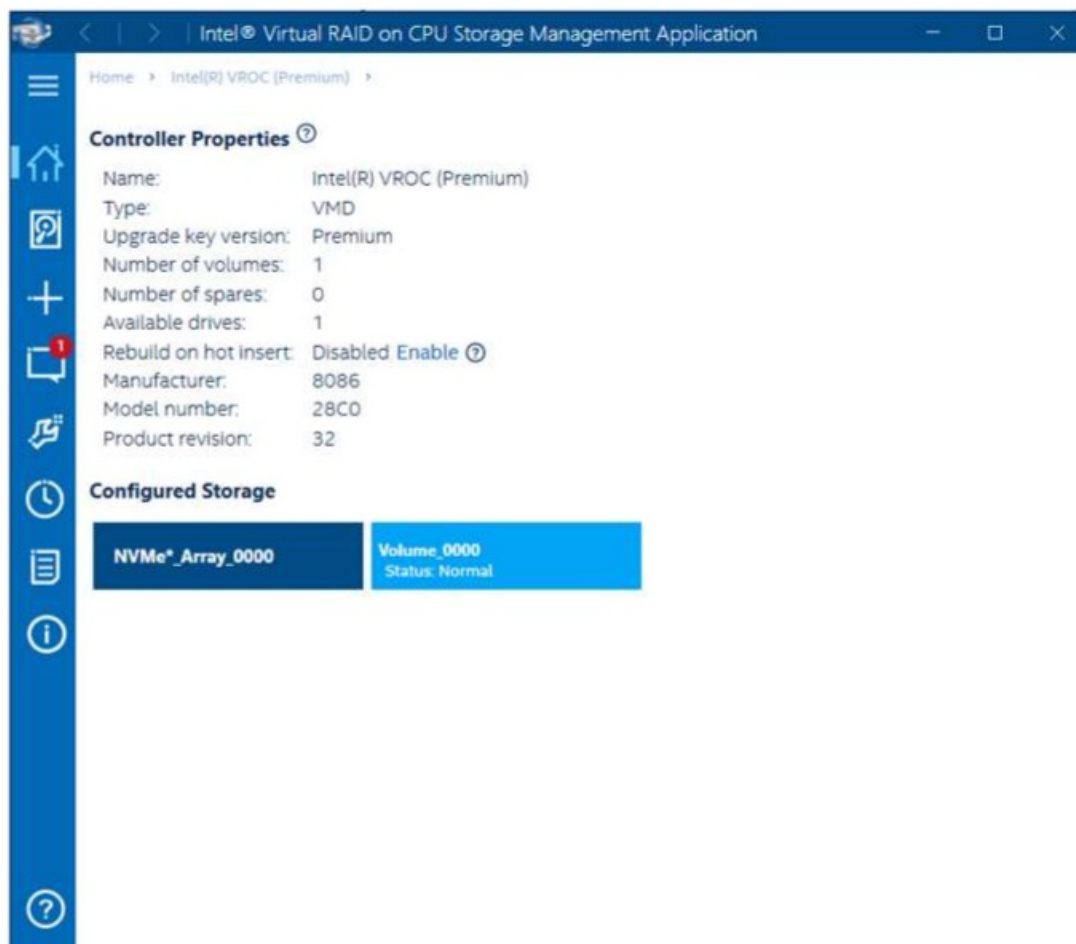 Intel® Virtual RAID on CPU Storage Management Application
Home › Intel(R) VROC (Premium) ›
Controller Properties ?
Name: Intel(R) VROC (Premium)
Type: VMD
Upgrade key version: Premium
Number of volumes: 1
Number of spares: 0
Available drives: 1
Rebuild on hot insert: Disabled Enable ?
Manufacturer: 8086
Model number: 28C0
Product revision: 32
1
Configured Storage
NVMe*_Array_0000
Volume_0000
Status: Normal